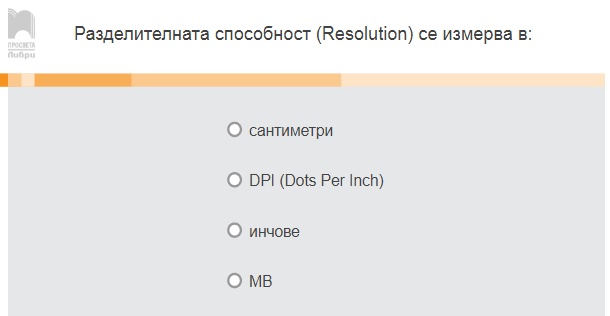 ПРОСВЕТА
Либри
Разделителната способност (Resolution) се измерва в:
сантиметри
DPI (Dots Per Inch)
инчове
MB